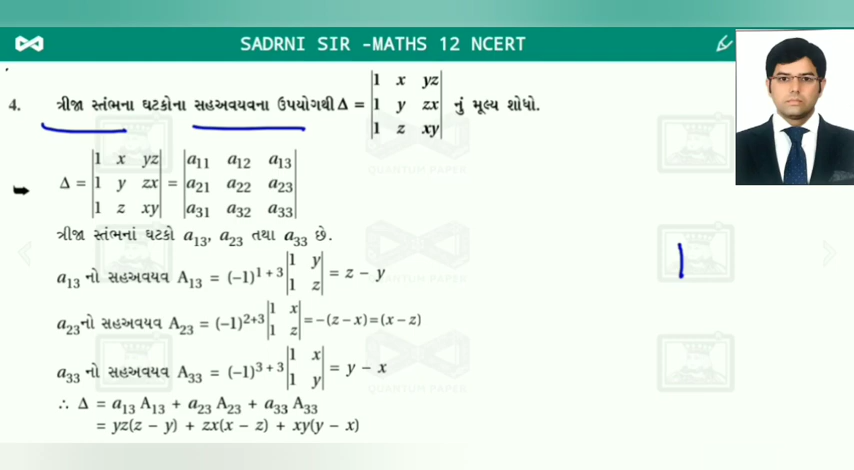 SADRNI SIR -MATHS 12 NCERT
4. ત્રીજા સ્તંભના ઘટકોના સહઅવયવના ઉપયોગથી Δ = |1 x yz| નું મૂલ્ય શોધો.
|1 y zx|
|1 z xy|
Δ = |1 x yz| = |a₁₁ a₁₂ a₁₃|
|1 y zx| |a₂₁ a₂₂ a₂₃|
|1 z xy| |a₃₁ a₃₂ a₃₃|
ત્રીજા સ્તંભનાં ઘટકો a₁₃, a₂₃ તથા a₃₃ છે.
a₁₃ નો સહઅવયવ A₁₃ = (−1)¹ ⁺ ³ |1 y| = z − y
|1 z|
a₂₃નો સહઅવયવ A₂₃ = (−1)²⁺³ |1 x| = −(z − x) = (x − z)
|1 z|
a₃₃ નો સહઅવયવ A₃₃ = (−1)³ ⁺ ³ |1 x| = y − x
|1 y|
∴ Δ = a₁₃ A₁₃ + a₂₃ A₂₃ + a₃₃ A₃₃
= yz(z − y) + zx(x − z) + xy(y − x)
QUANTUM PAPER